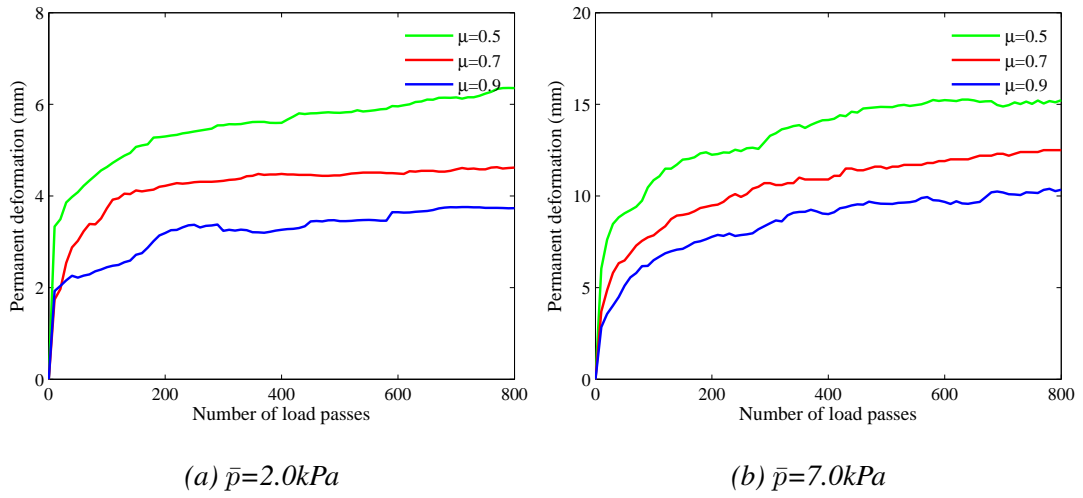 8
6
4
2
0
Permanent deformation (mm)
μ=0.5
μ=0.7
μ=0.9
0 200 400 600 800
Number of load passes
(a) p̄=2.0kPa
20
15
10
5
0
Permanent deformation (mm)
μ=0.5
μ=0.7
μ=0.9
0 200 400 600 800
Number of load passes
(b) p̄=7.0kPa